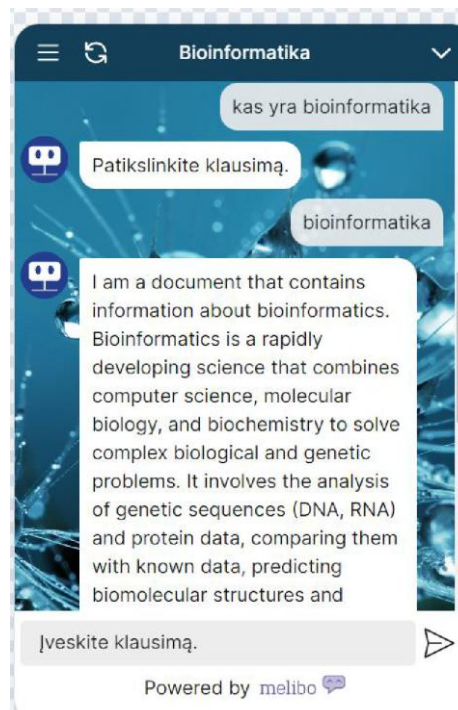 Bioinformatika
kas yra bioinformatika
Patikslinkite klausimą.
bioinformatika
I am a document that contains
information about bioinformatics.
Bioinformatics is a rapidly
developing science that combines
computer science, molecular
biology, and biochemistry to solve
complex biological and genetic
problems. It involves the analysis
of genetic sequences (DNA, RNA)
and protein data, comparing them
with known data, predicting
biomolecular structures and
Įveskite klausimą.
Powered by melibo